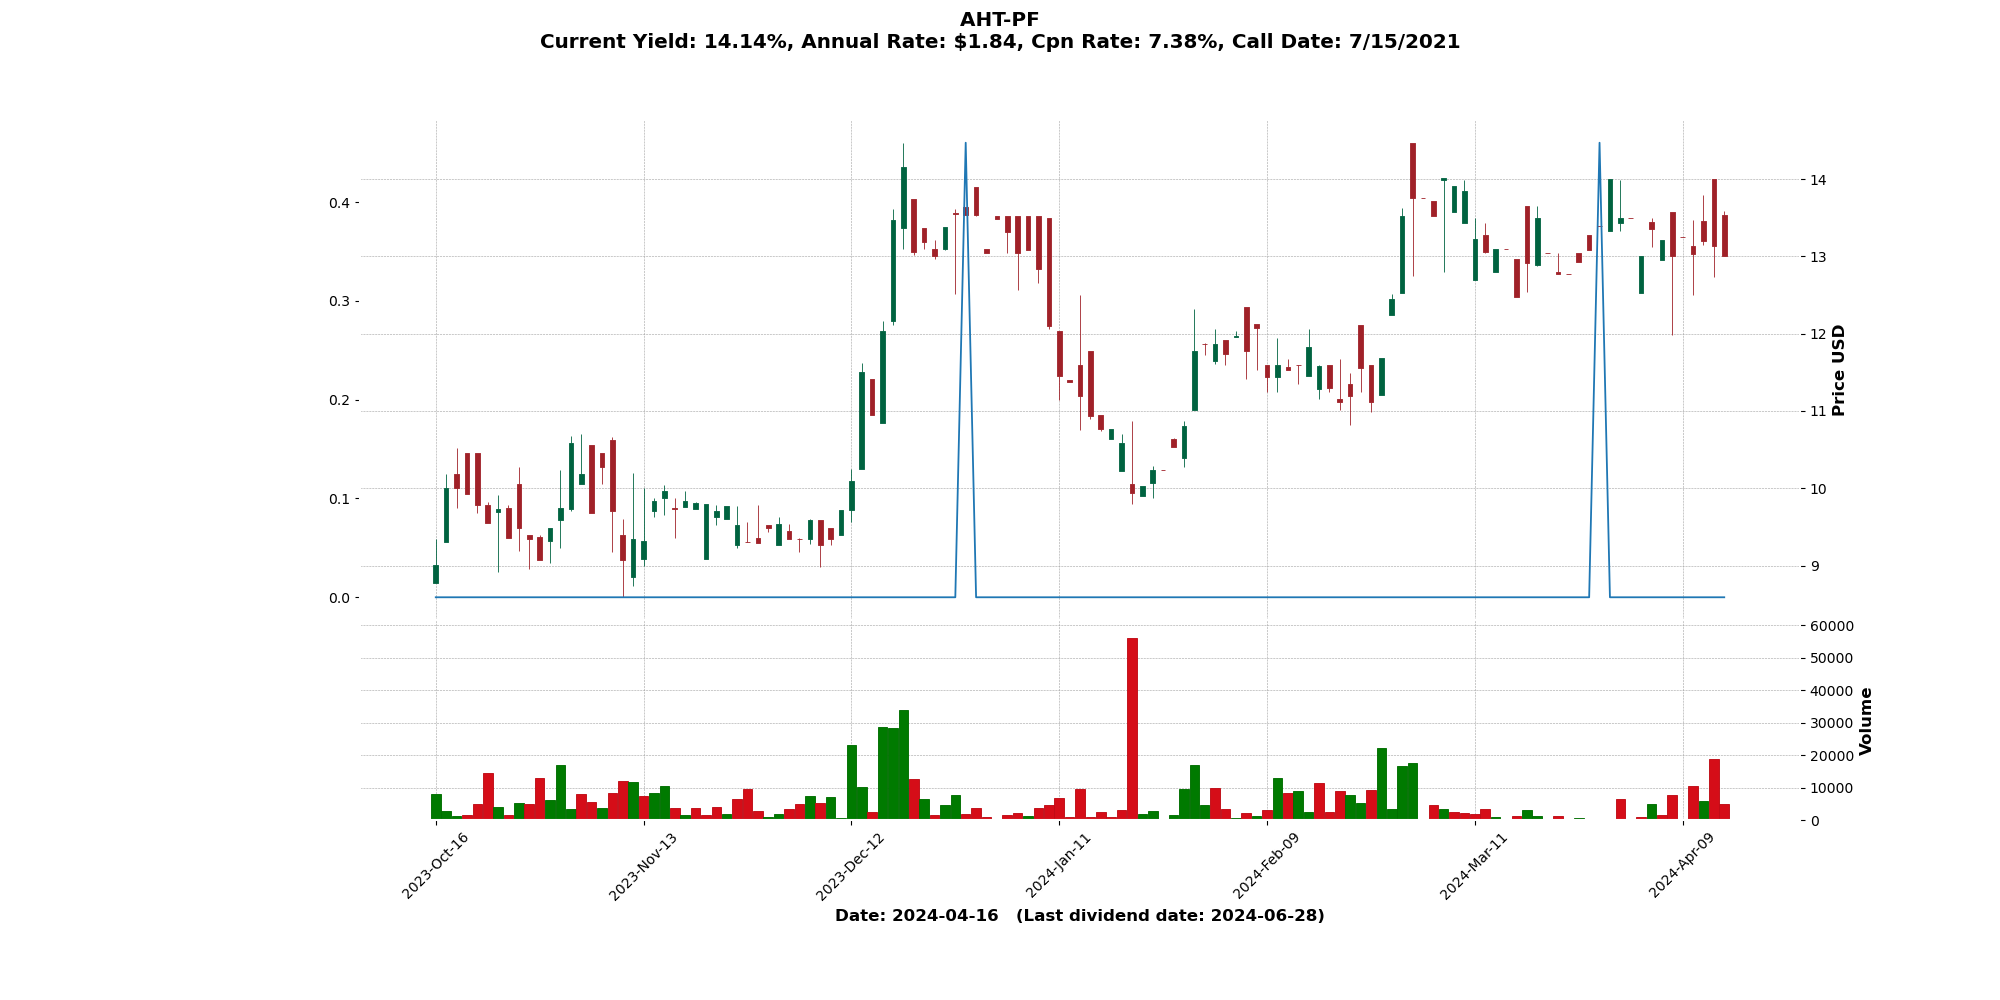 AHT-PF
Current Yield: 14.14%, Annual Rate: $1.84, Cpn Rate: 7.38%, Call Date: 7/15/2021
0.4
0.3
0.2
0.1
0.0
14
13
12
11
10
9
Price USD
60000
50000
40000
30000
20000
10000
0
Volume
2023-Oct-16
2023-Nov-13
2023-Dec-12
2024-Jan-11
2024-Feb-09
2024-Mar-11
2024-Apr-09
Date: 2024-04-16   (Last dividend date: 2024-06-28)